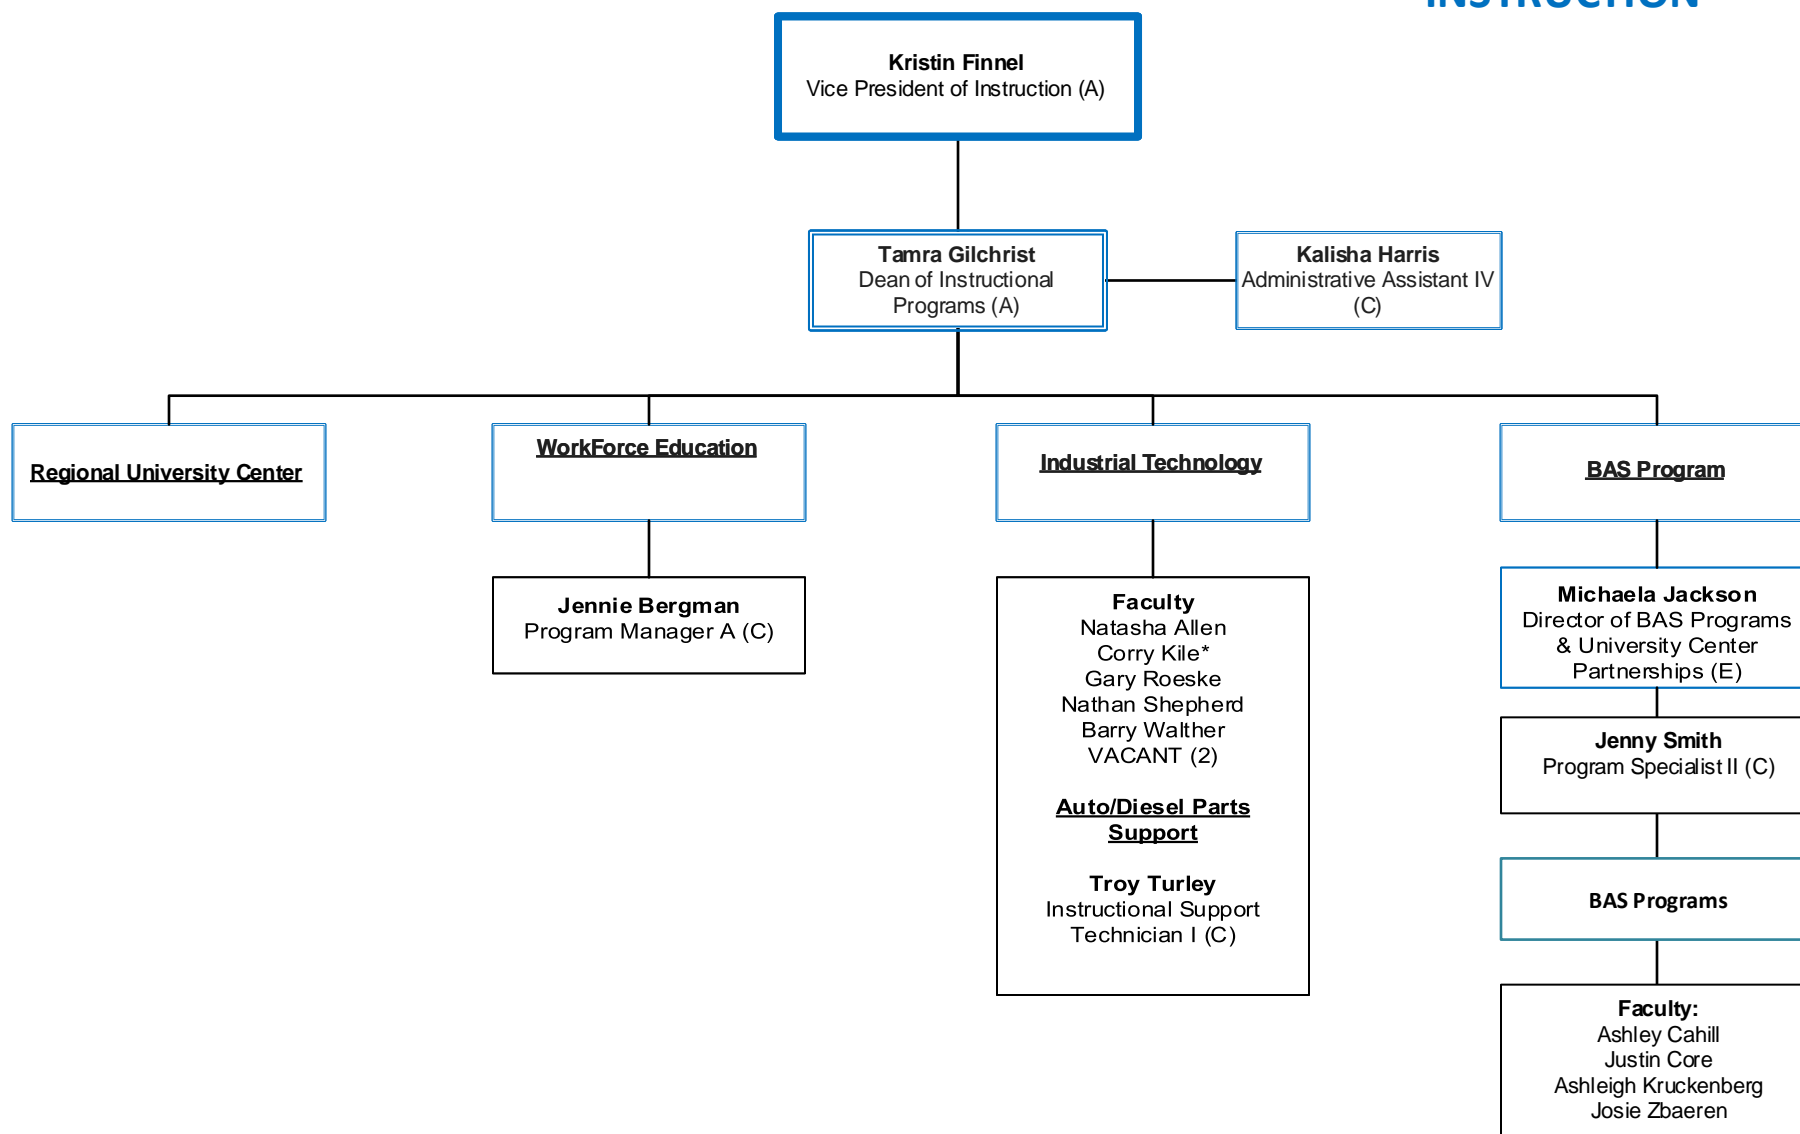 INSTRUCTION
Kristin Finnel
Vice President of Instruction (A)
Tamra Gilchrist
Dean of Instructional
Programs (A)
Kalisha Harris
Administrative Assistant IV
(C)
Regional University Center
WorkForce Education
Industrial Technology
BAS Program
Jennie Bergman
Program Manager A (C)
Faculty
Natasha Allen
Corry Kile*
Gary Roeske
Nathan Shepherd
Barry Walther
VACANT (2)
Auto/Diesel Parts
Support
Troy Turley
Instructional Support
Technician I (C)
Michaela Jackson
Director of BAS Programs
& University Center
Partnerships (E)
Jenny Smith
Program Specialist II (C)
BAS Programs
Faculty:
Ashley Cahill
Justin Core
Ashleigh Kruckenberg
Josie Zbaeren